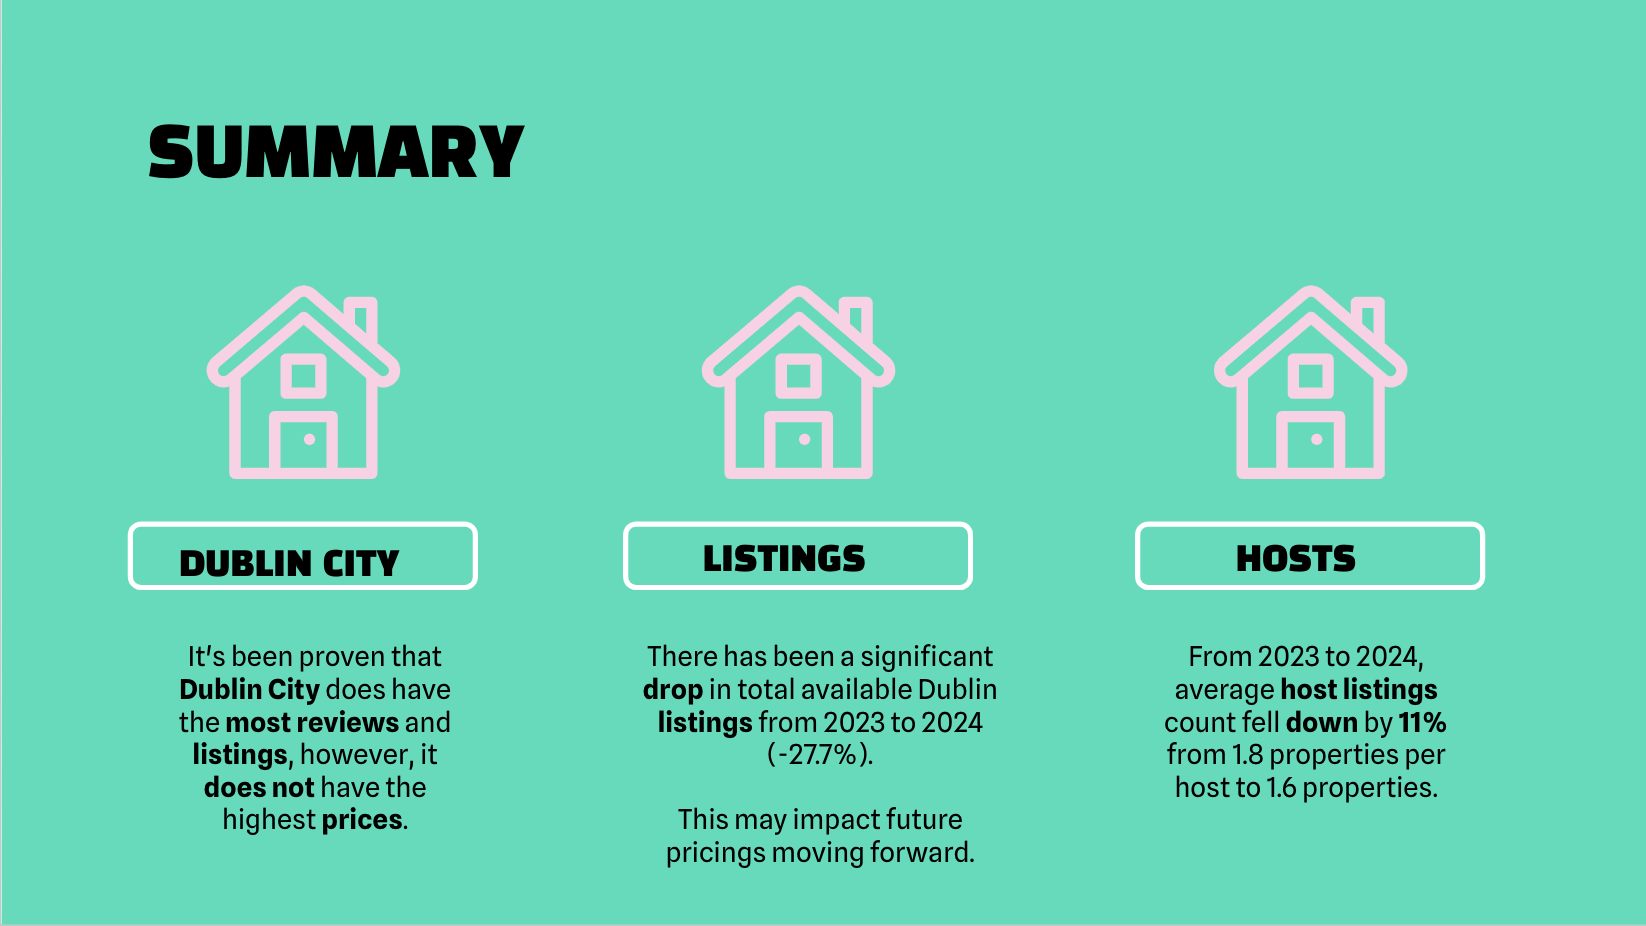 SUMMARY
DUBLIN CITY
It's been proven that
Dublin City does have
the most reviews and
listings, however, it
does not have the
highest prices.
LISTINGS
There has been a significant
drop in total available Dublin
listings from 2023 to 2024
(-27.7%).
This may impact future
pricings moving forward.
HOSTS
From 2023 to 2024,
average host listings
count fell down by 11%
from 1.8 properties per
host to 1.6 properties.